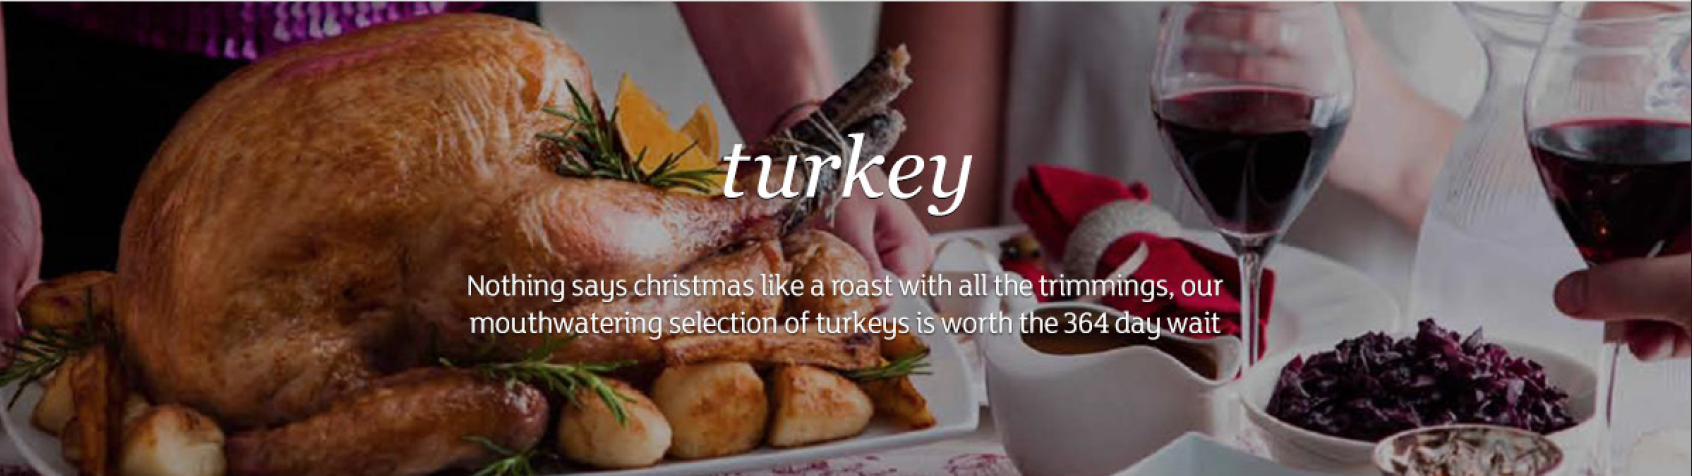 turkey
Nothing says christmas like a roast with all the trimmings, our
mouthwatering selection of turkeys is worth the 364 day wait